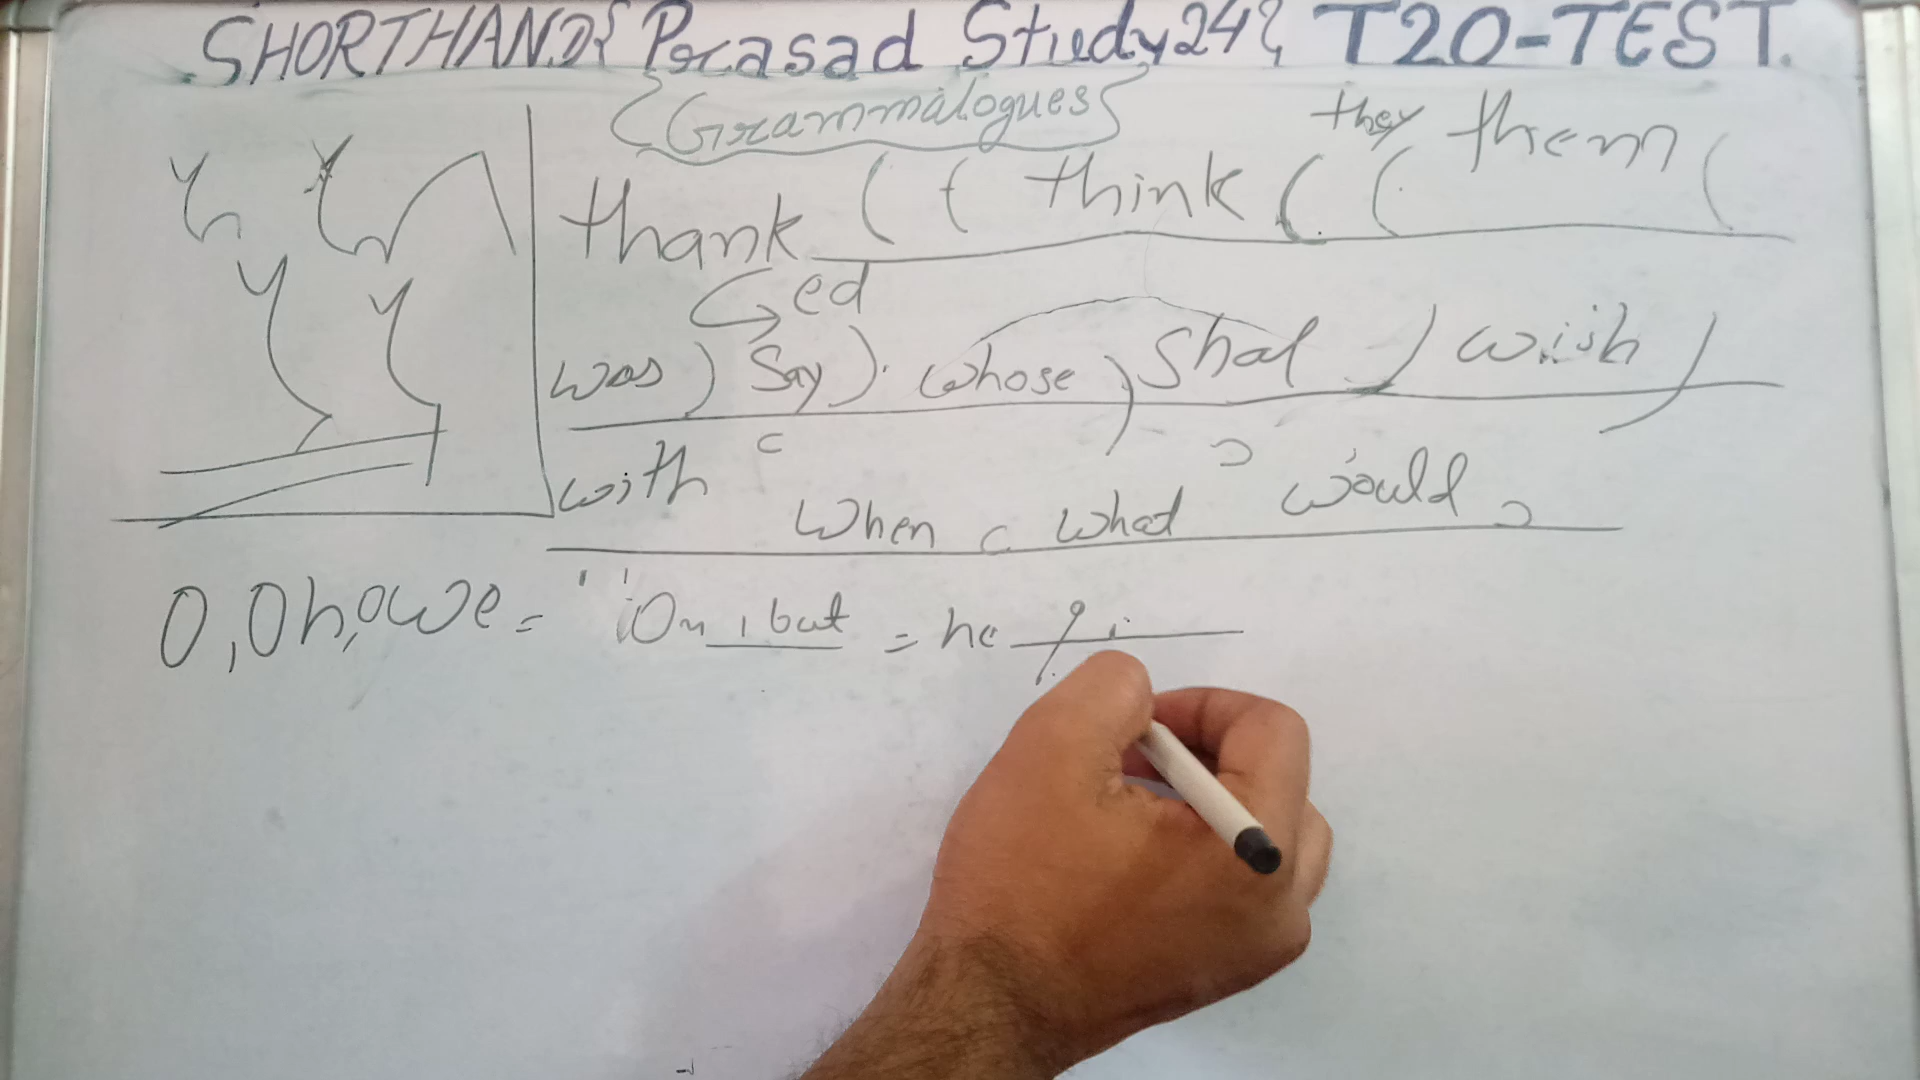 SHORTHAND{ Prasad Study24} T20-TEST.
{Grammalogues}
they them
thank think
ed
was say whose Shal wish
with when what would
O,Oh,owe = On but = he